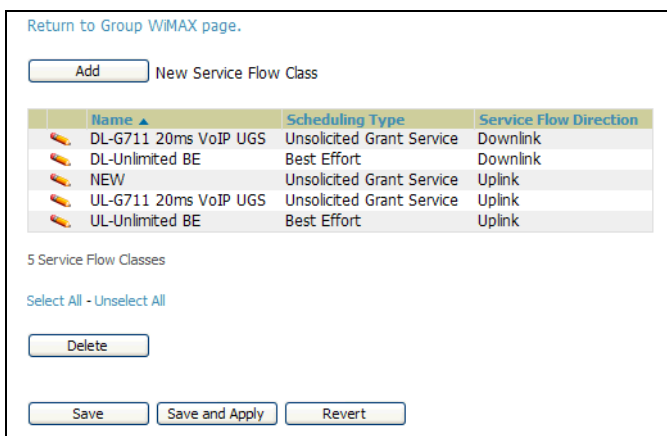 Return to Group WiMAX page.
Add New Service Flow Class
Name ▲ Scheduling Type Service Flow Direction
DL-G711 20ms VoIP UGS Unsolicited Grant Service Downlink
DL-Unlimited BE Best Effort Downlink
NEW Unsolicited Grant Service Uplink
UL-G711 20ms VoIP UGS Unsolicited Grant Service Uplink
UL-Unlimited BE Best Effort Uplink
5 Service Flow Classes
Select All - Unselect All
Delete
Save Save and Apply Revert